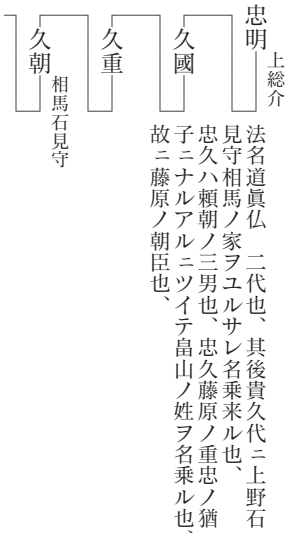 忠明
上総介
法名道眞仏　二代也、其後貴久代ニ上野石
見守相馬ノ家ヲユルサレ名乗来ル也、
忠久ハ頼朝ノ三男也、忠久藤原ノ重忠ノ猶
子ニナルアルニツイテ畠山ノ姓ヲ名乗ル也、
故ニ藤原ノ朝臣也、
久國
久重
久朝
相馬石見守